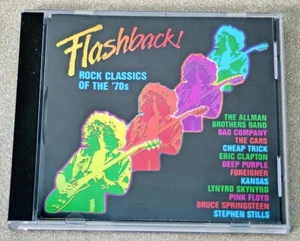 Flashback!
ROCK CLASSICS
OF THE '70s
THE ALLMAN
BROTHERS BAND
BAD COMPANY
THE CARS
CHEAP TRICK
ERIC CLAPTON
DEEP PURPLE
FOREIGNER
KANSAS
LYNYRD SKYNYRD
PINK FLOYD
BRUCE SPRINGSTEEN
STEPHEN STILLS